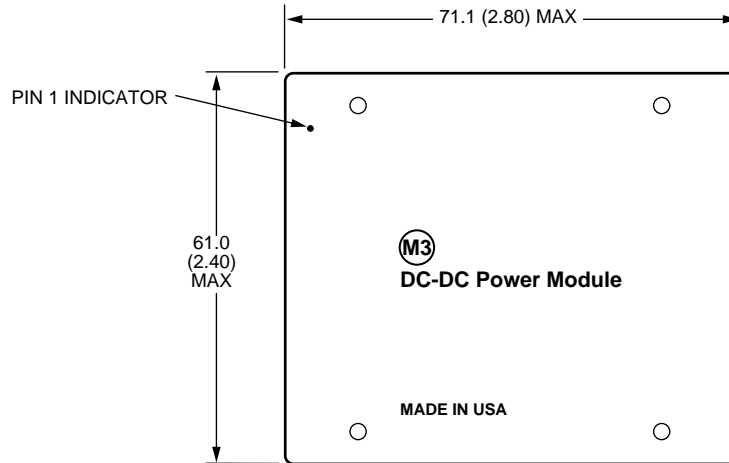 71.1 (2.80) MAX
PIN 1 INDICATOR
61.0
(2.40)
MAX
M3
DC-DC Power Module
MADE IN USA